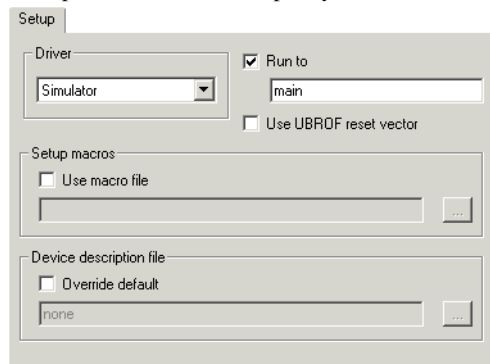 Setup
Driver
Simulator
Run to
main
Use UBROF reset vector
Setup macros
Use macro file
...
Device description file
Override default
none
...